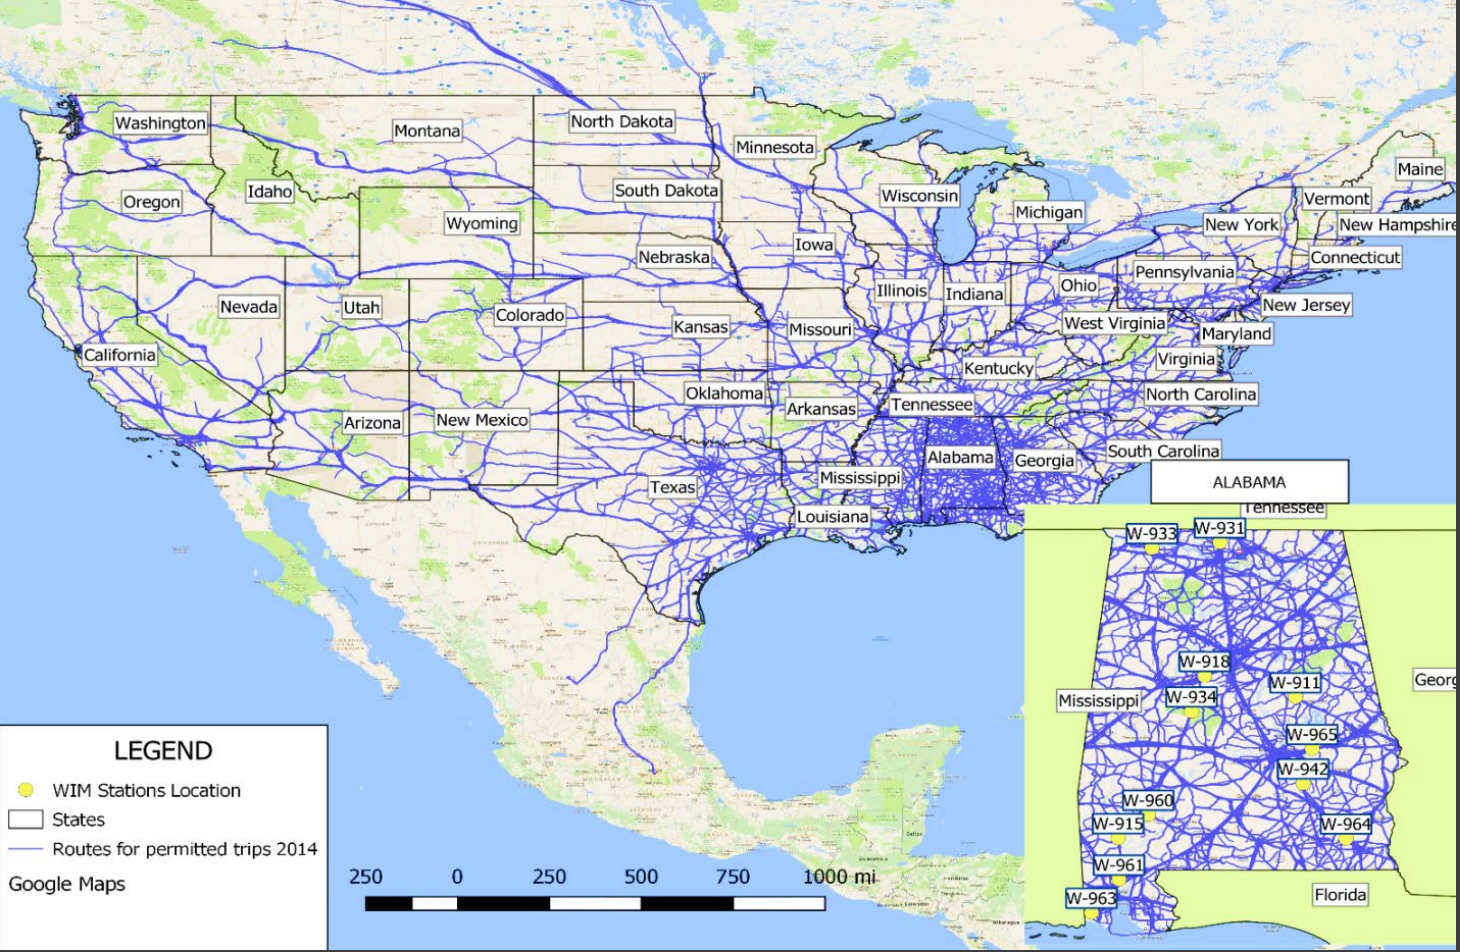 Washington
Montana
North Dakota
Minnesota
Maine
Oregon
Idaho
South Dakota
Wisconsin
Michigan
Vermont
Wyoming
New York
New Hampshire
Nebraska
Iowa
Connecticut
Pennsylvania
Nevada
Utah
Colorado
Illinois
Indiana
Ohio
New Jersey
Kansas
Missouri
West Virginia
Maryland
California
Kentucky
Virginia
Oklahoma
Arkansas
Tennessee
North Carolina
Arizona
New Mexico
Alabama
Georgia
South Carolina
Texas
Mississippi
Louisiana
ALABAMA
Tennessee
W-933
W-931
W-918
W-911
Georg
Mississippi
W-934
W-965
W-942
W-960
W-915
W-964
W-961
W-963
Florida
LEGEND
WIM Stations Location
States
Routes for permitted trips 2014
Google Maps
250 0 250 500 750 1000 mi